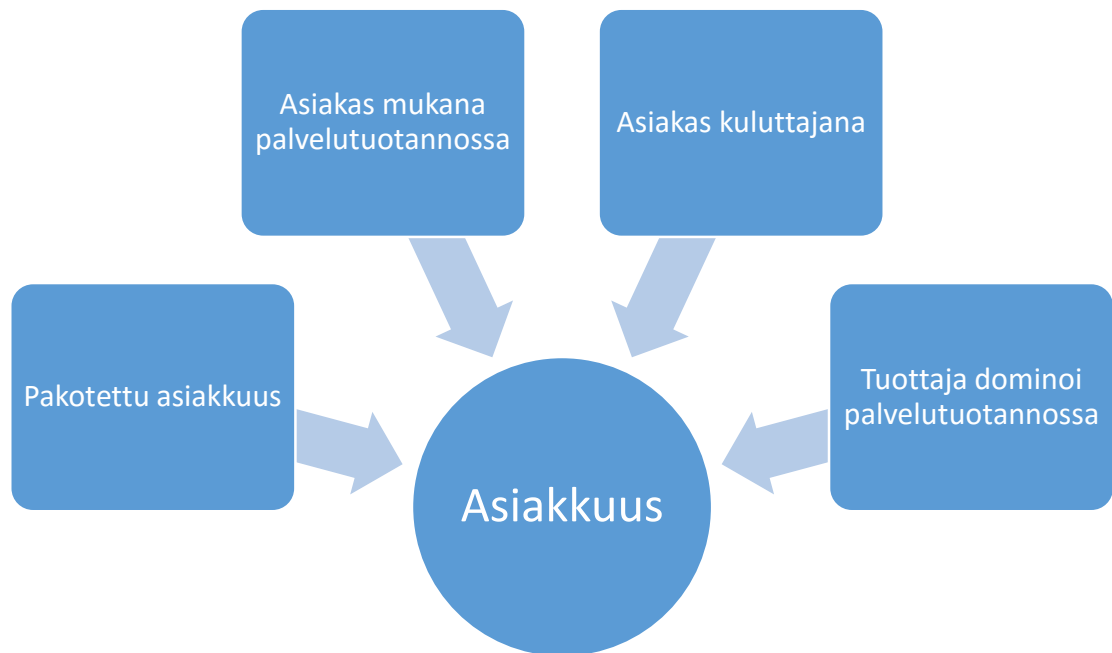 Asiakas mukana
palvelutuotannossa
Asiakas kuluttajana
Pakotettu asiakkuus
Tuottaja dominoi
palvelutuotannossa
Asiakkuus